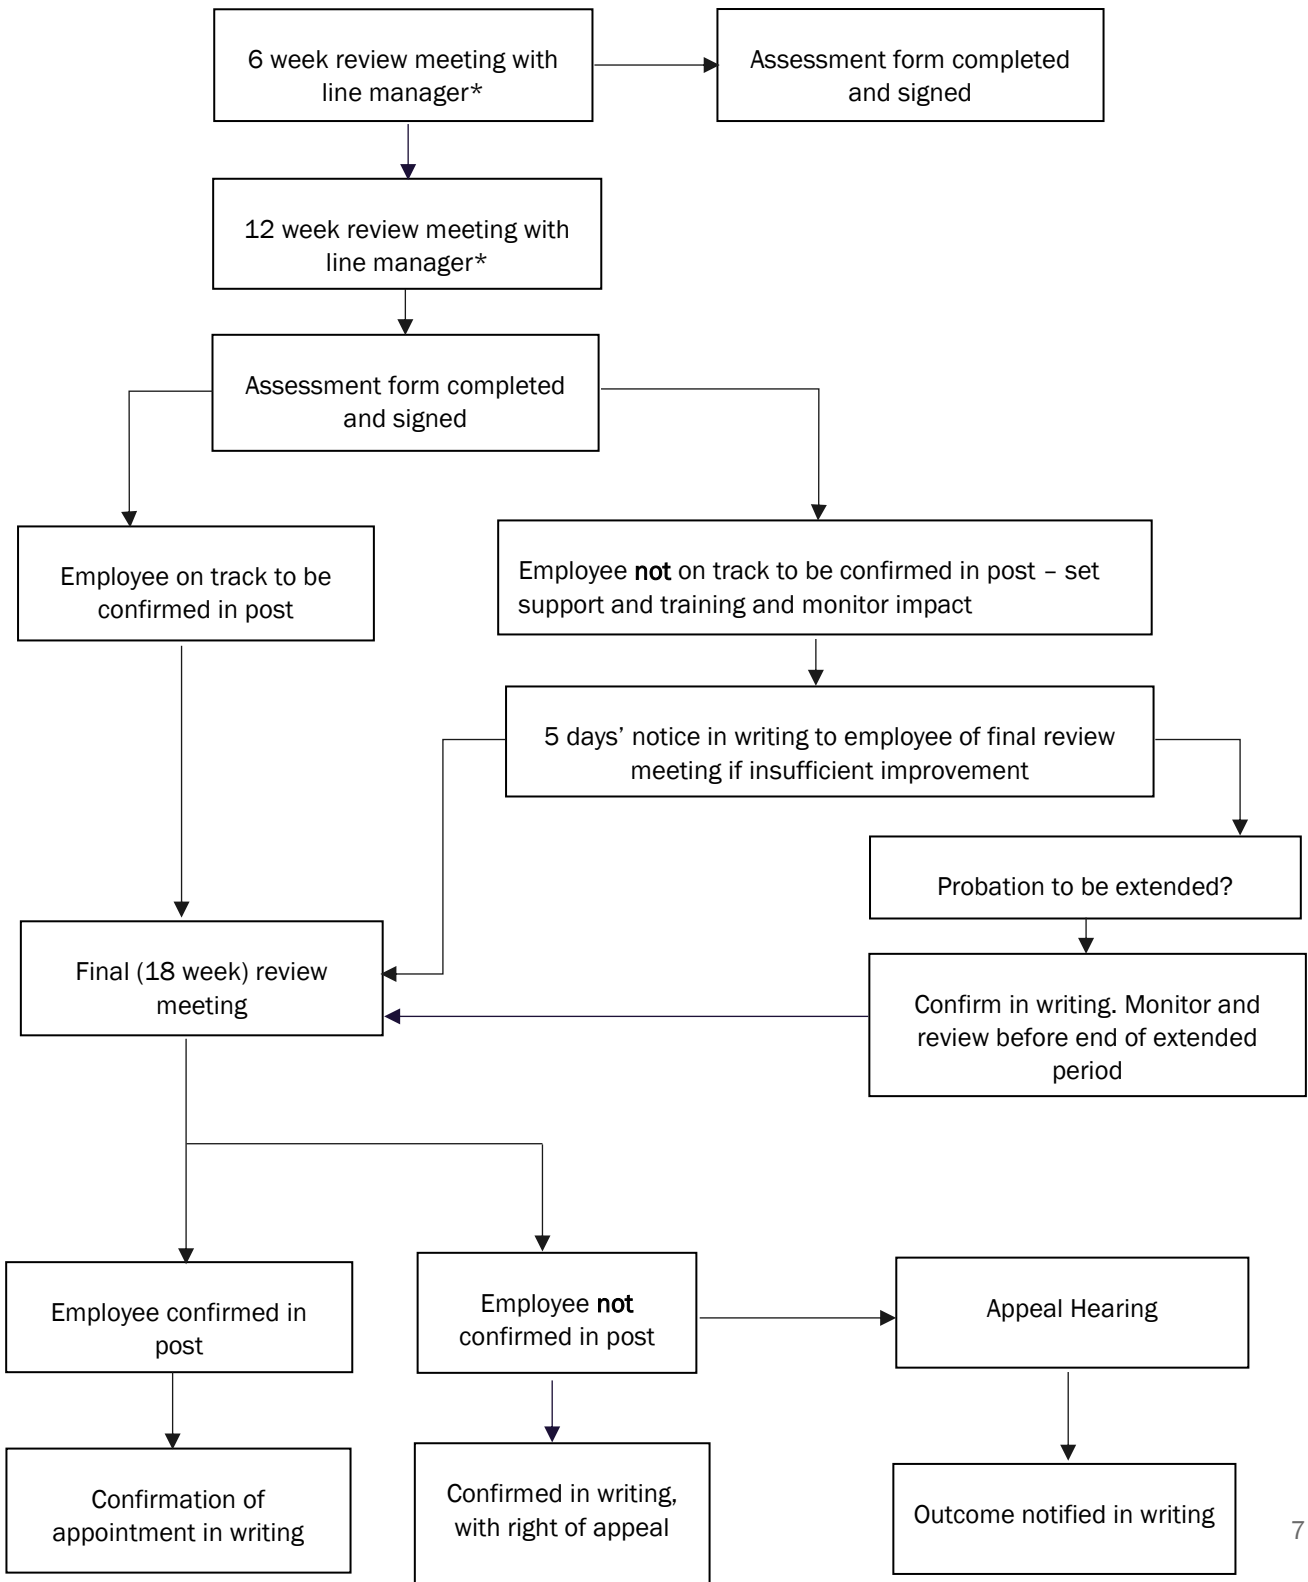 6 week review meeting with
line manager*
Assessment form completed
and signed
12 week review meeting with
line manager*
Assessment form completed
and signed
Employee on track to be
confirmed in post
Employee not on track to be confirmed in post – set
support and training and monitor impact
5 days’ notice in writing to employee of final review
meeting if insufficient improvement
Probation to be extended?
Final (18 week) review
meeting
Confirm in writing. Monitor and
review before end of extended
period
Employee confirmed in
post
Employee not
confirmed in post
Appeal Hearing
Confirmation of
appointment in writing
Confirmed in writing,
with right of appeal
Outcome notified in writing
7